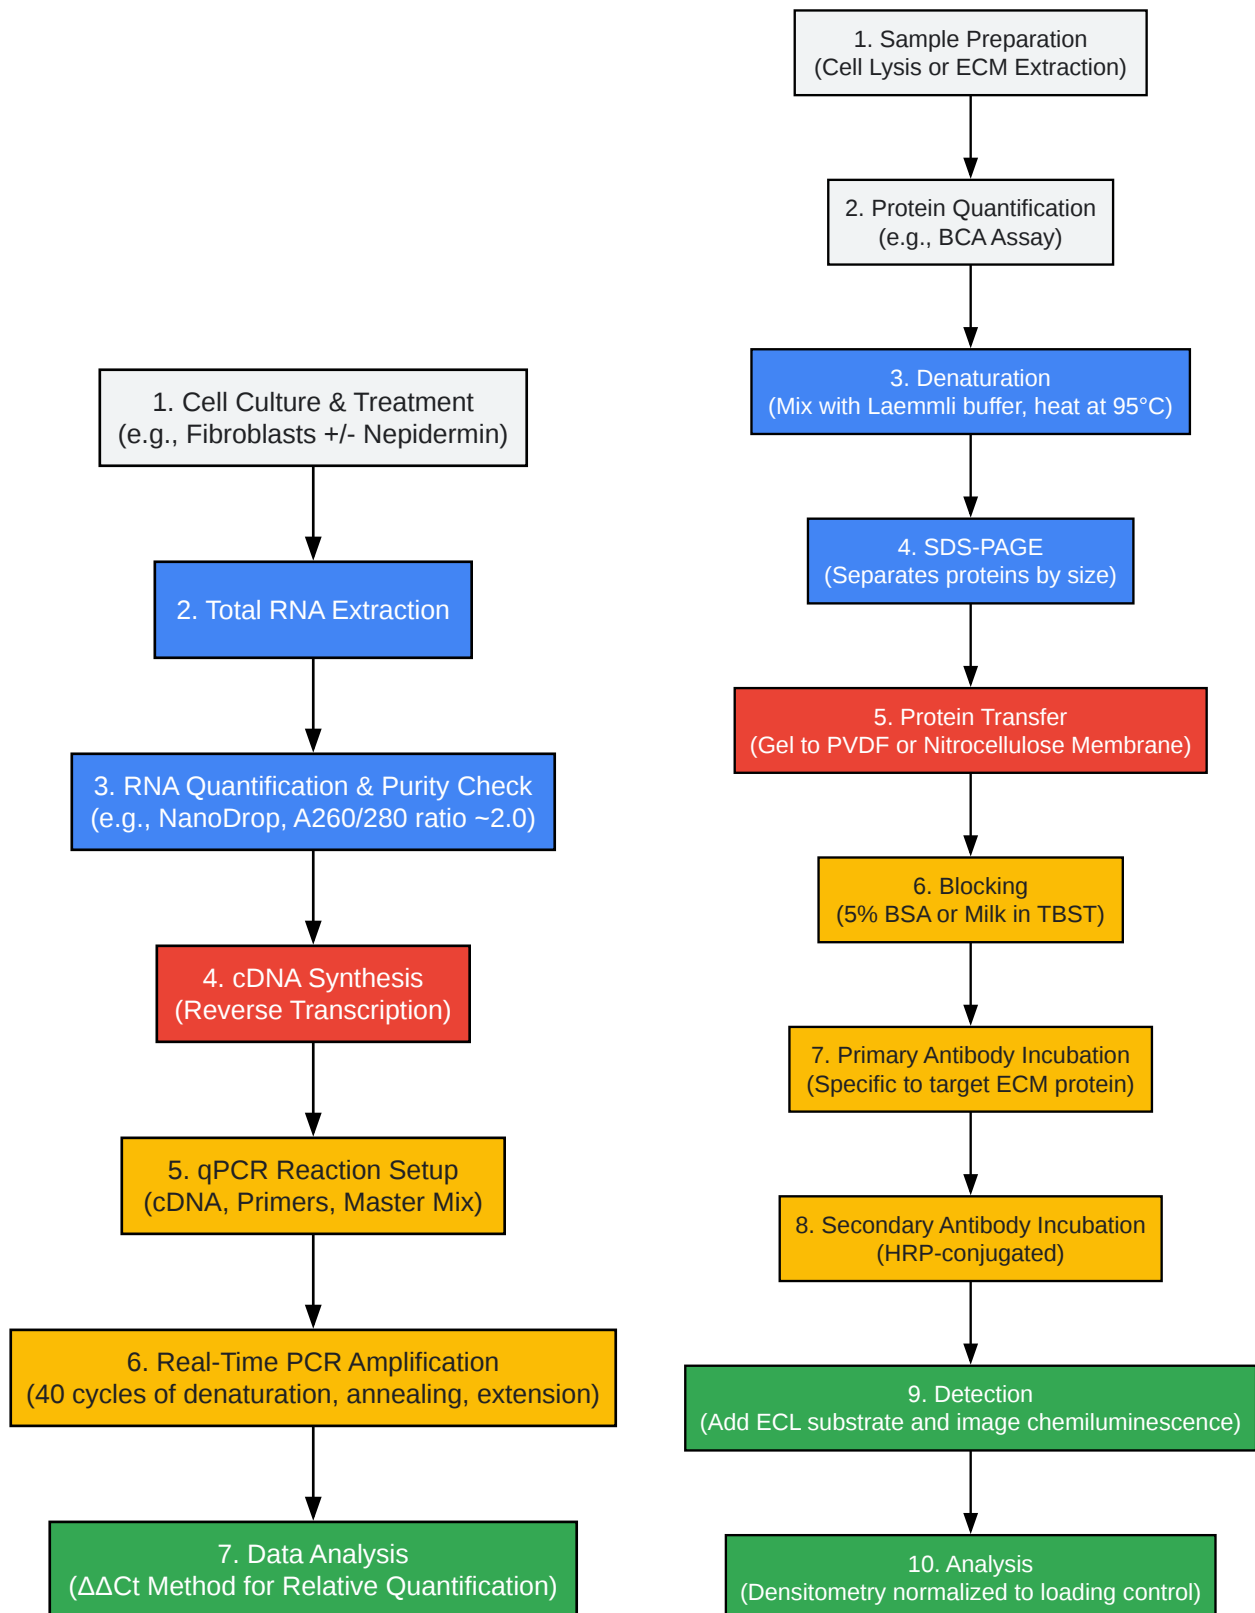 1. Cell Culture & Treatment
(e.g., Fibroblasts +/- Nepidermin)
2. Total RNA Extraction
3. RNA Quantification & Purity Check
(e.g., NanoDrop, A260/280 ratio ~2.0)
4. cDNA Synthesis
(Reverse Transcription)
5. qPCR Reaction Setup
(cDNA, Primers, Master Mix)
6. Real-Time PCR Amplification
(40 cycles of denaturation, annealing, extension)
7. Data Analysis
(ΔΔCt Method for Relative Quantification)
1. Sample Preparation
(Cell Lysis or ECM Extraction)
2. Protein Quantification
(e.g., BCA Assay)
3. Denaturation
(Mix with Laemmli buffer, heat at 95°C)
4. SDS-PAGE
(Separates proteins by size)
5. Protein Transfer
(Gel to PVDF or Nitrocellulose Membrane)
6. Blocking
(5% BSA or Milk in TBST)
7. Primary Antibody Incubation
(Specific to target ECM protein)
8. Secondary Antibody Incubation
(HRP-conjugated)
9. Detection
(Add ECL substrate and image chemiluminescence)
10. Analysis
(Densitometry normalized to loading control)